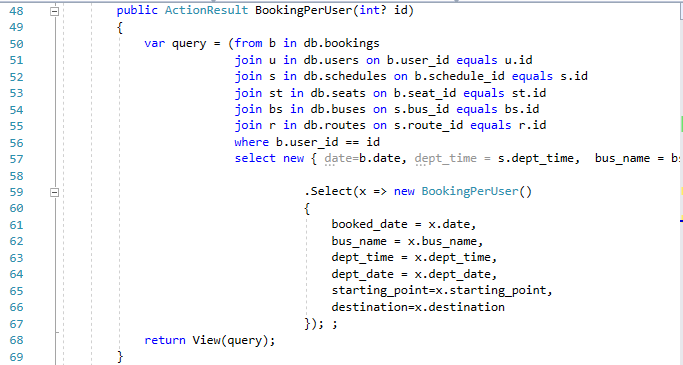 48 public ActionResult BookingPerUser(int? id)
49 {
50 var query = (from b in db.bookings
51 join u in db.users on b.user_id equals u.id
52 join s in db.schedules on b.schedule_id equals s.id
53 join st in db.seats on b.seat_id equals st.id
54 join bs in db.buses on s.bus_id equals bs.id
55 join r in db.routes on s.route_id equals r.id
56 where b.user_id == id
57 select new { date=b.date, dept_time = s.dept_time,  bus_name = b
58
59 .Select(x => new BookingPerUser()
60 {
61 booked_date = x.date,
62 bus_name = x.bus_name,
63 dept_time = x.dept_time,
64 dept_date = x.dept_date,
65 starting_point=x.starting_point,
66 destination=x.destination
67 }); ;
68 return View(query);
69 }